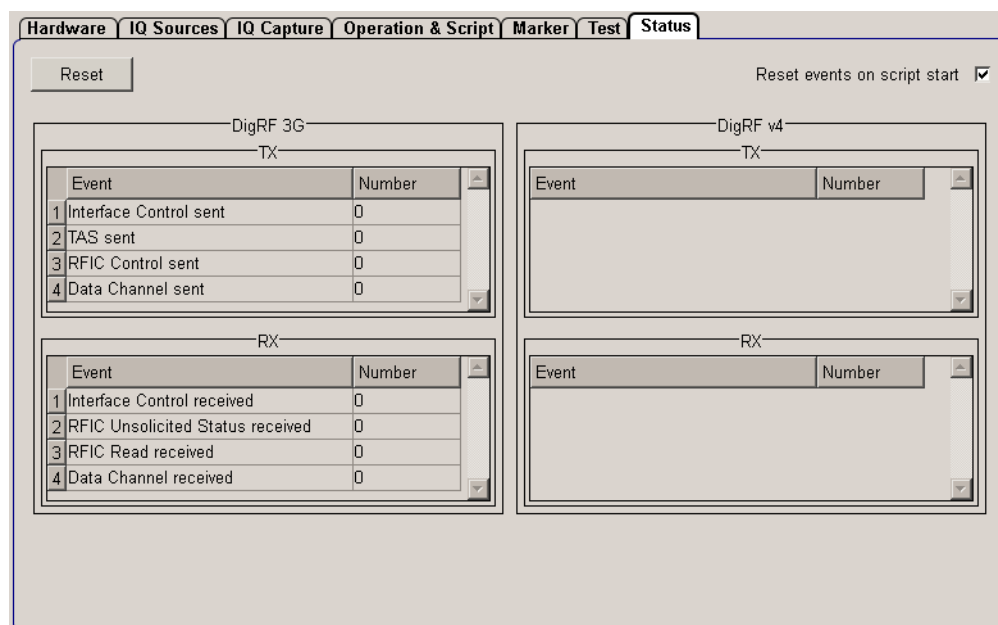 Hardware IQ Sources IQ Capture Operation & Script Marker Test Status
Reset Reset events on script start
DigRF 3G
TX
Event Number
1 Interface Control sent 0
2 TAS sent 0
3 RFIC Control sent 0
4 Data Channel sent 0
RX
Event Number
1 Interface Control received 0
2 RFIC Unsolicited Status received 0
3 RFIC Read received 0
4 Data Channel received 0
DigRF v4
TX
Event Number
RX
Event Number